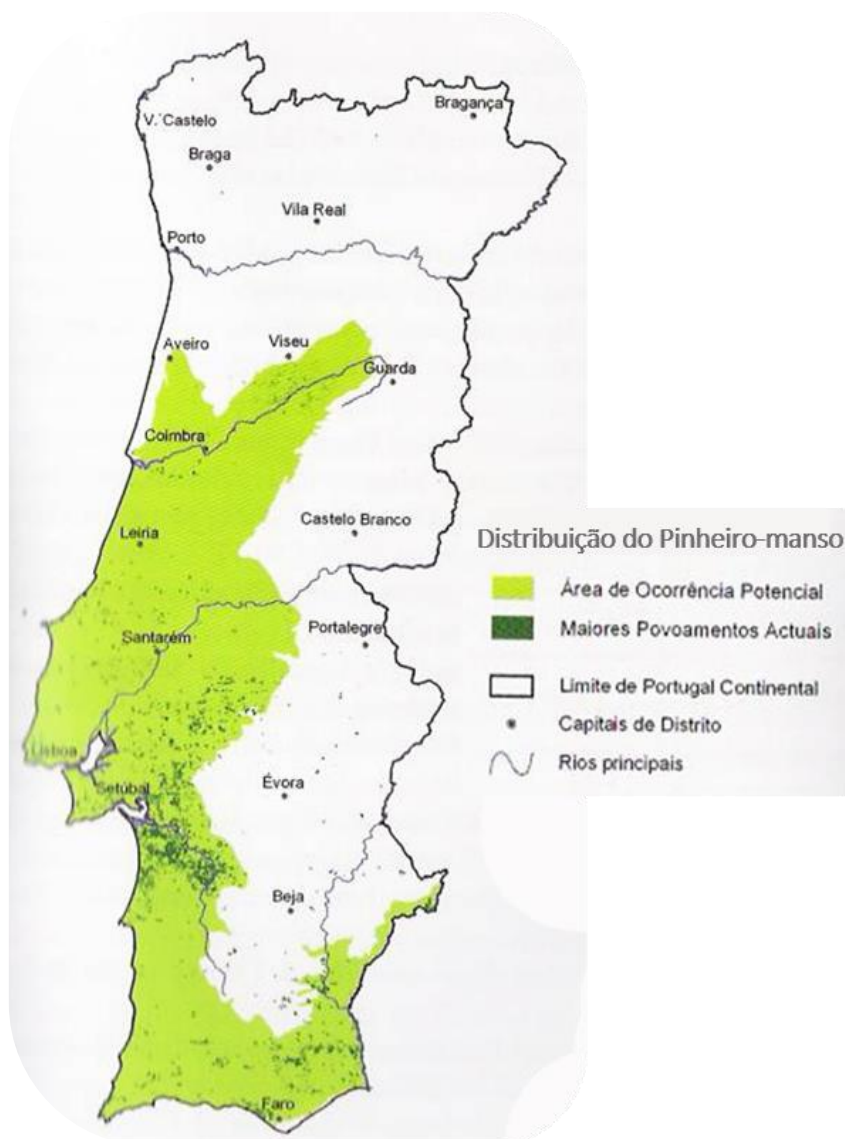 Bragança
V. Castelo
Braga
Vila Real
Porto
Aveiro
Viseu
Guarda
Coimbra
Leiria
Castelo Branco
Distribuição do Pinheiro-manso
Área de Ocorrência Potencial
Maiores Povoamentos Actuais
Limite de Portugal Continental
Capitais de Distrito
Rios principais
Santarém
Portalegre
Lisboa
Setúbal
Évora
Beja
Faro